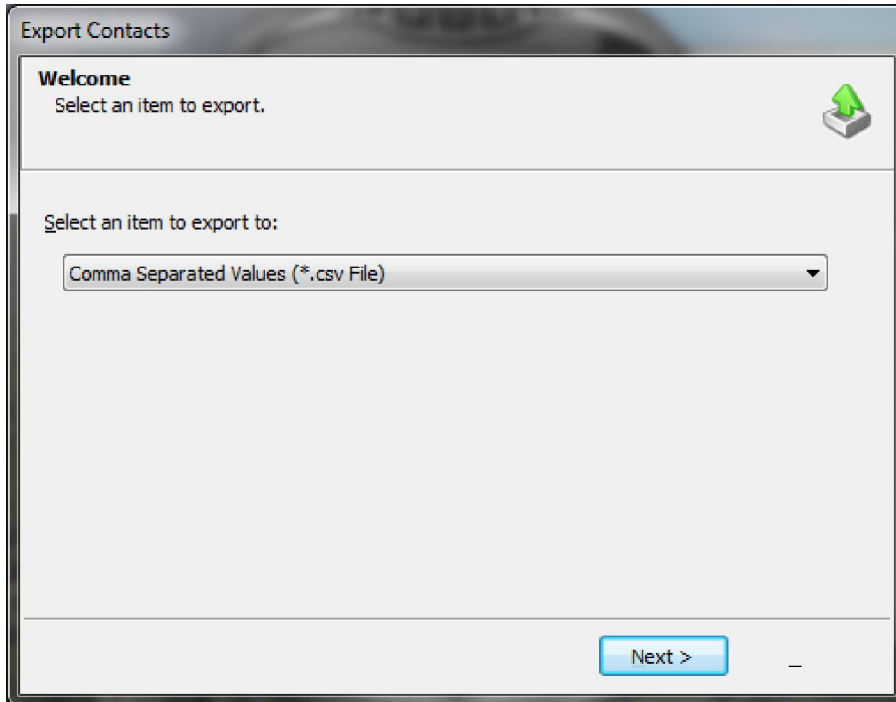 Export Contacts
Welcome
Select an item to export.
Select an item to export to:
Comma Separated Values (*.csv File)
Next >